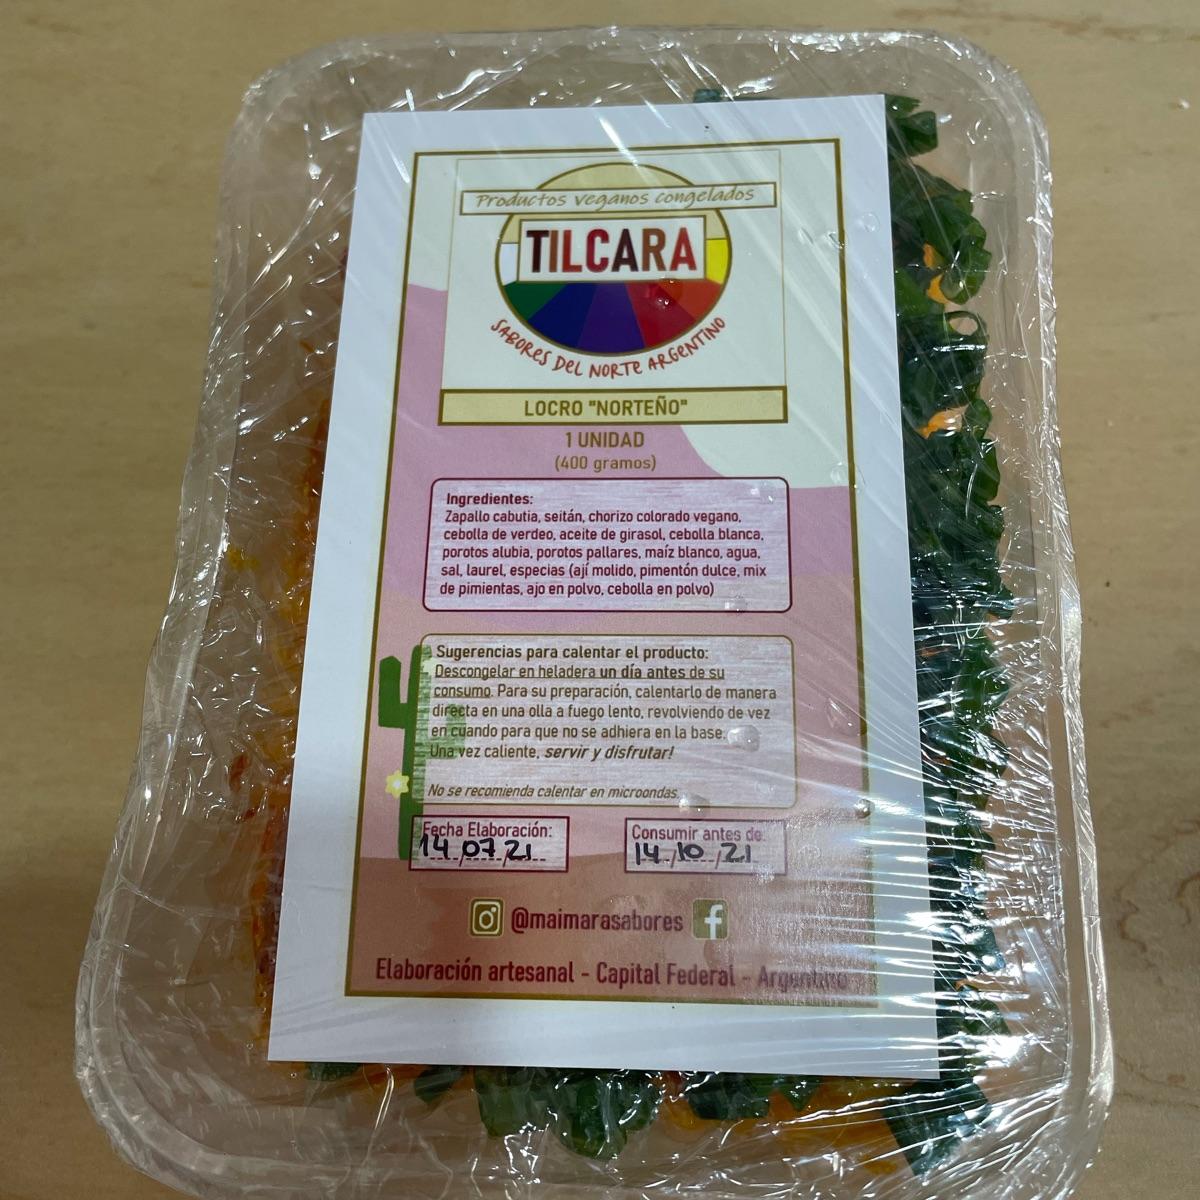 Productos veganos congelados
TILCARA
SABORES DEL NORTE ARGENTINO
LOCRO "NORTEÑO"
1 UNIDAD
(400 gramos)
Ingredientes:
Zapallo cabutia, seitán, chorizo colorado vegano,
cebolla de verdeo, aceite de girasol, cebolla blanca,
porotos alubia, porotos pallares, maíz blanco, agua,
sal, laurel, especias (ají molido, pimentón dulce, mix
de pimientas, ajo en polvo, cebolla en polvo)
Sugerencias para calentar el producto:
Descongelar en heladera un día antes de su
consumo. Para su preparación, calentarlo de manera
directa en una olla a fuego lento, revolviendo de vez
en cuando para que no se adhiera en la base.
Una vez caliente, servir y disfrutar!
No se recomienda calentar en microondas.
Fecha Elaboración:
14/07/21
Consumir antes de:
14/10/21
@maimarasabores
Elaboración artesanal - Capital Federal - Argentina